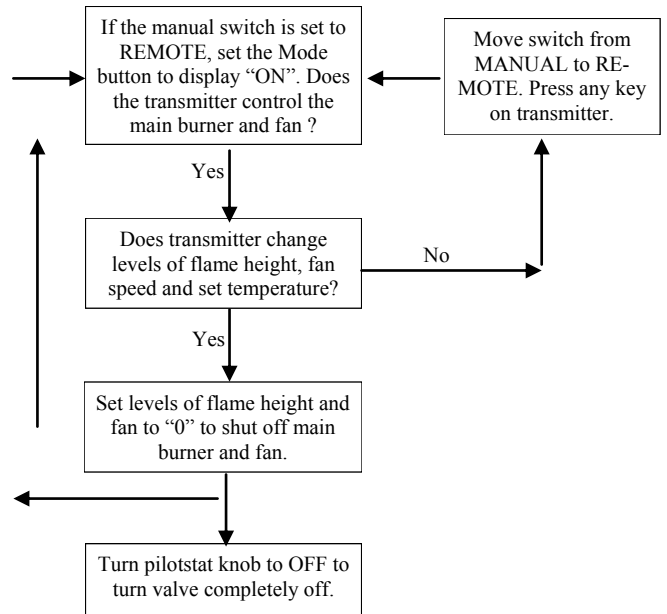 If the manual switch is set to
REMOTE, set the Mode
button to display “ON”. Does
the transmitter control the
main burner and fan ?
Move switch from
MANUAL to RE-
MOTE. Press any key
on transmitter.
Yes
Does transmitter change
levels of flame height, fan
speed and set temperature?
No
Yes
Set levels of flame height and
fan to “0” to shut off main
burner and fan.
Turn pilotstat knob to OFF to
turn valve completely off.